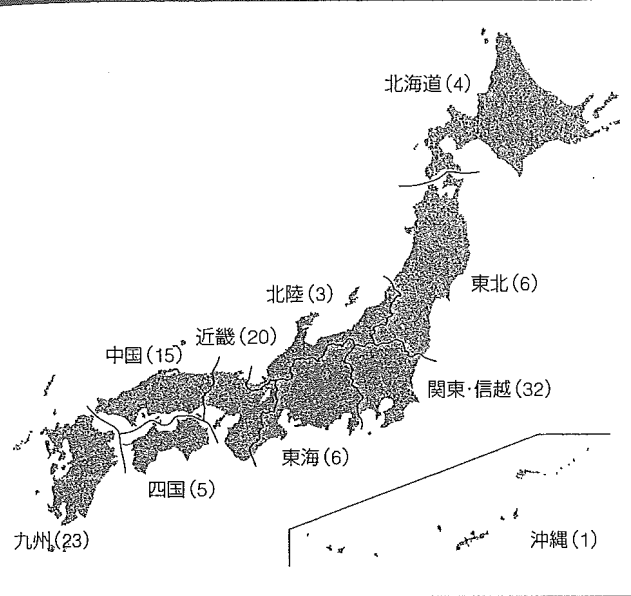 北海道(4)
東北(6)
北陸(3)
近畿(20)
中国(15)
関東・信越(32)
東海(6)
四国(5)
九州(23)
沖縄(1)